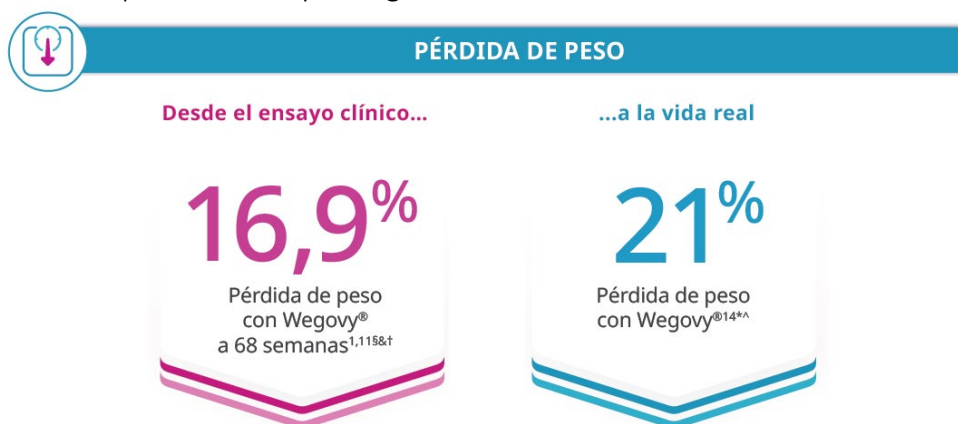 PÉRDIDA DE PESO
Desde el ensayo clínico...
...a la vida real
16,9%
Pérdida de peso
con Wegovy®
a 68 semanas1,11§&†
21%
Pérdida de peso
con Wegovy®14*^